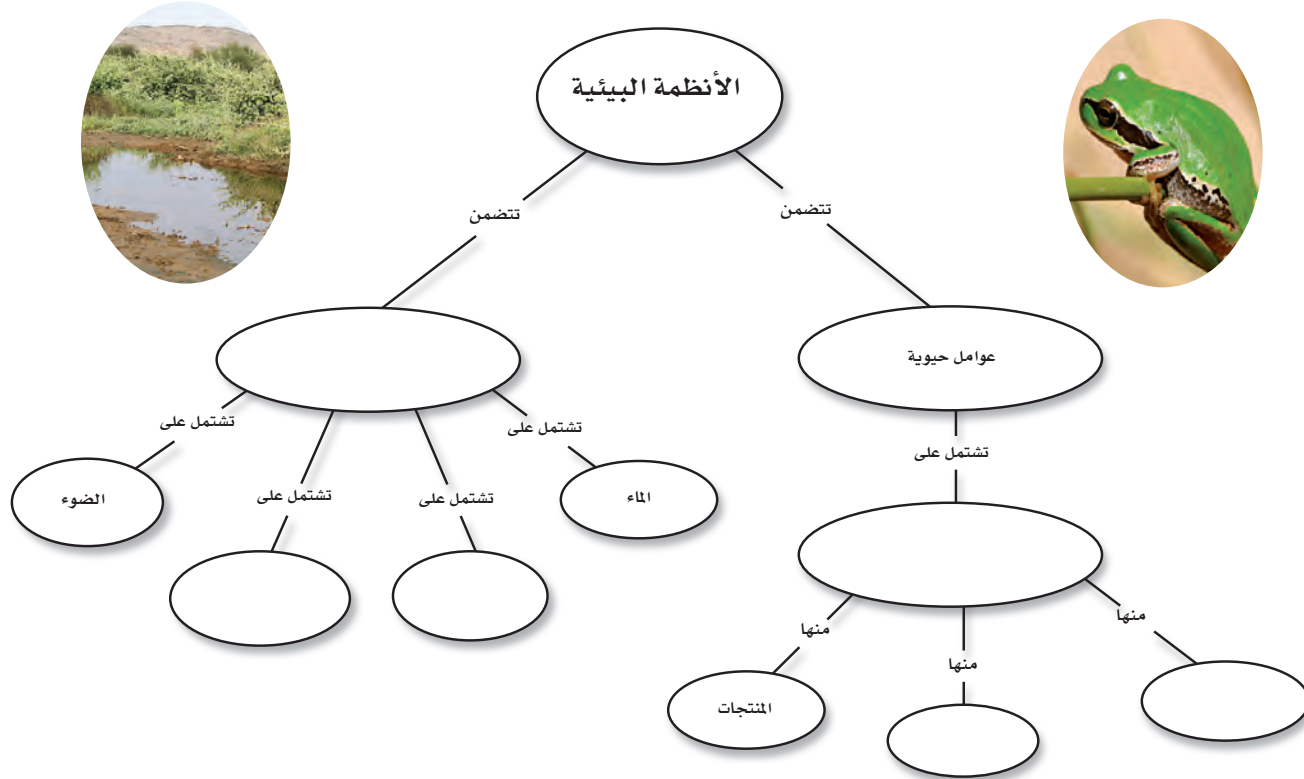 الأنظمة البيئية
تتضمن
تتضمن
عوامل حيوية
تشتمل على
تشتمل على
تشتمل على
تشتمل على
تشتمل على
الماء
الضوء
منها
منها
منها
المنتجات